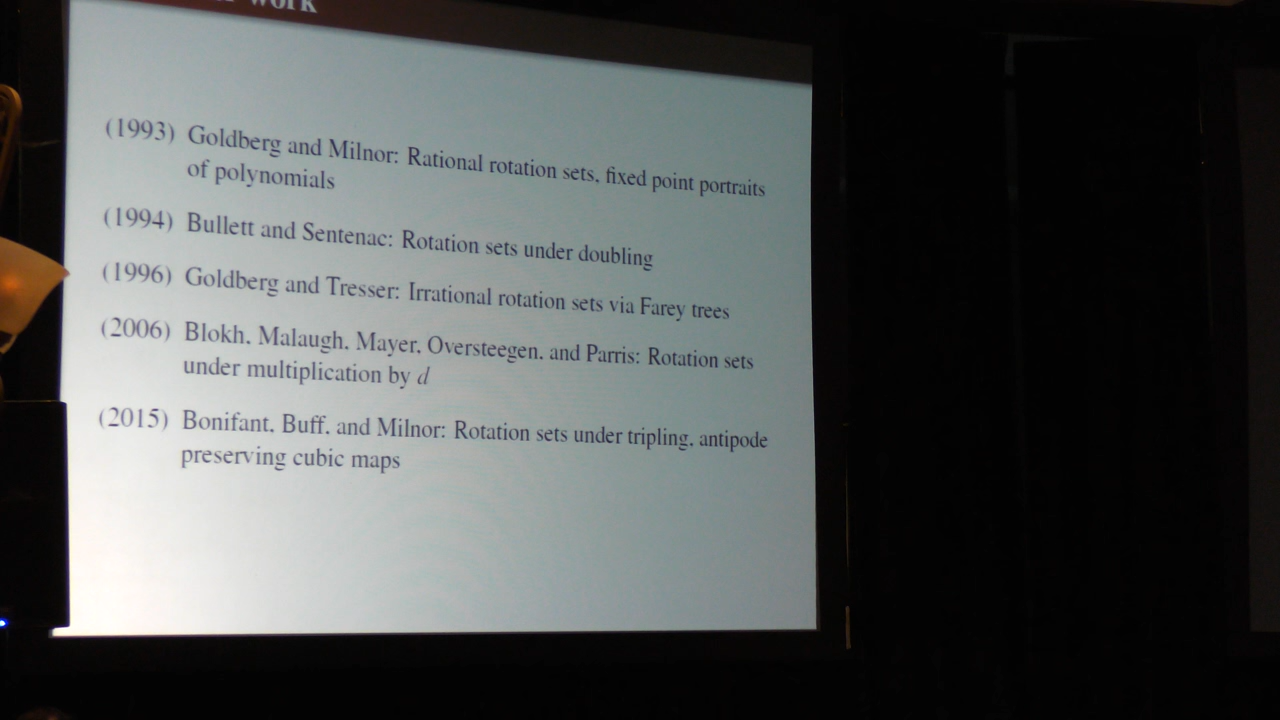 work
(1993) Goldberg and Milnor: Rational rotation sets, fixed point portraits
of polynomials
(1994) Bullett and Sentenac: Rotation sets under doubling
(1996) Goldberg and Tresser: Irrational rotation sets via Farey trees
(2006) Blokh, Malaugh, Mayer, Oversteegen, and Parris: Rotation sets
under multiplication by d
(2015) Bonifant, Buff, and Milnor: Rotation sets under tripling, antipode
preserving cubic maps